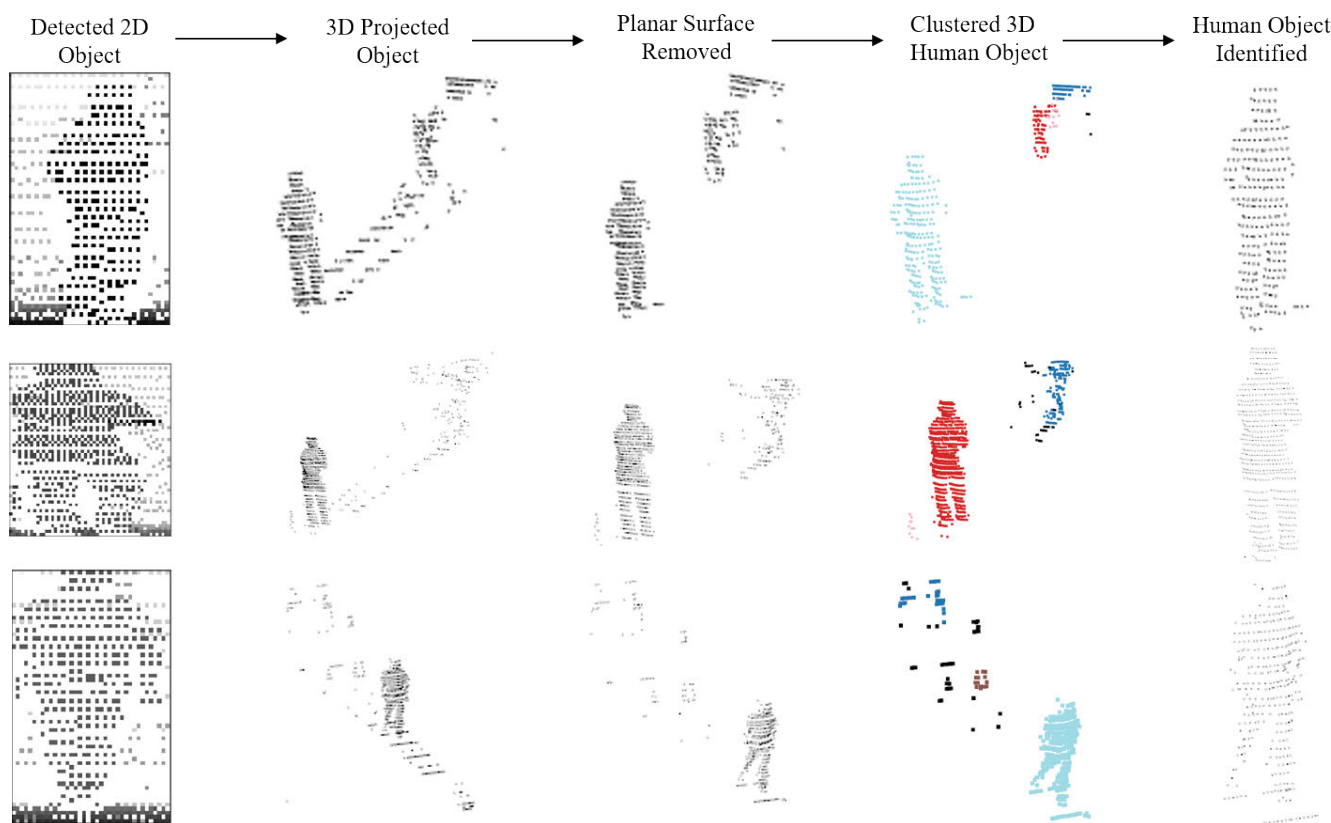 Detected 2D
Object
3D Projected
Object
Planar Surface
Removed
Clustered 3D
Human Object
Human Object
Identified